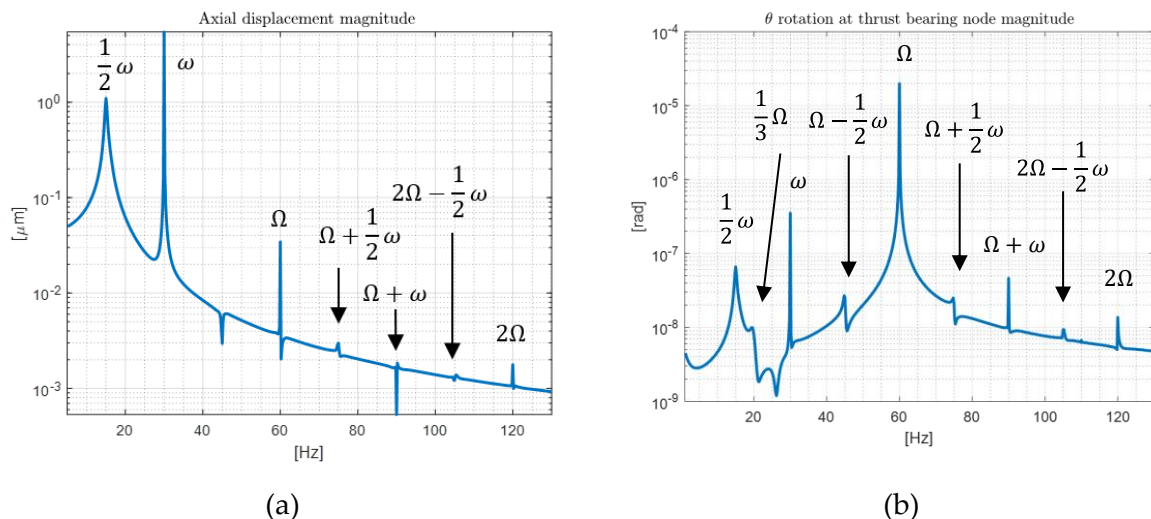 Axial displacement magnitude
[μm]
10^0
10^-1
10^-2
10^-3
1/2 ω
ω
Ω
Ω + 1/2 ω
Ω + ω
2Ω − 1/2 ω
2Ω
20 40 60 80 100 120
[Hz]
(a)
θ rotation at thrust bearing node magnitude
[rad]
10^-4
10^-5
10^-6
10^-7
10^-8
10^-9
1/2 ω
1/3 Ω
ω
Ω − 1/2 ω
Ω
Ω + 1/2 ω
Ω + ω
2Ω − 1/2 ω
2Ω
20 40 60 80 100 120
[Hz]
(b)